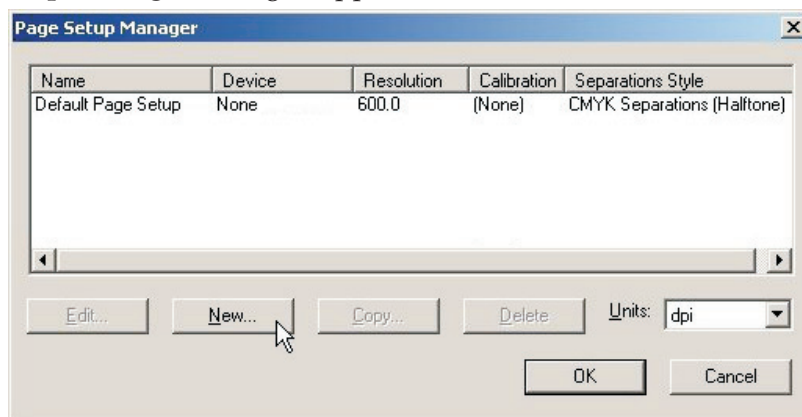 Page Setup Manager
Name Device Resolution Calibration Separations Style
Default Page Setup None 600.0 (None) CMYK Separations (Halftone)
Edit... New... Copy... Delete Units: dpi
OK Cancel